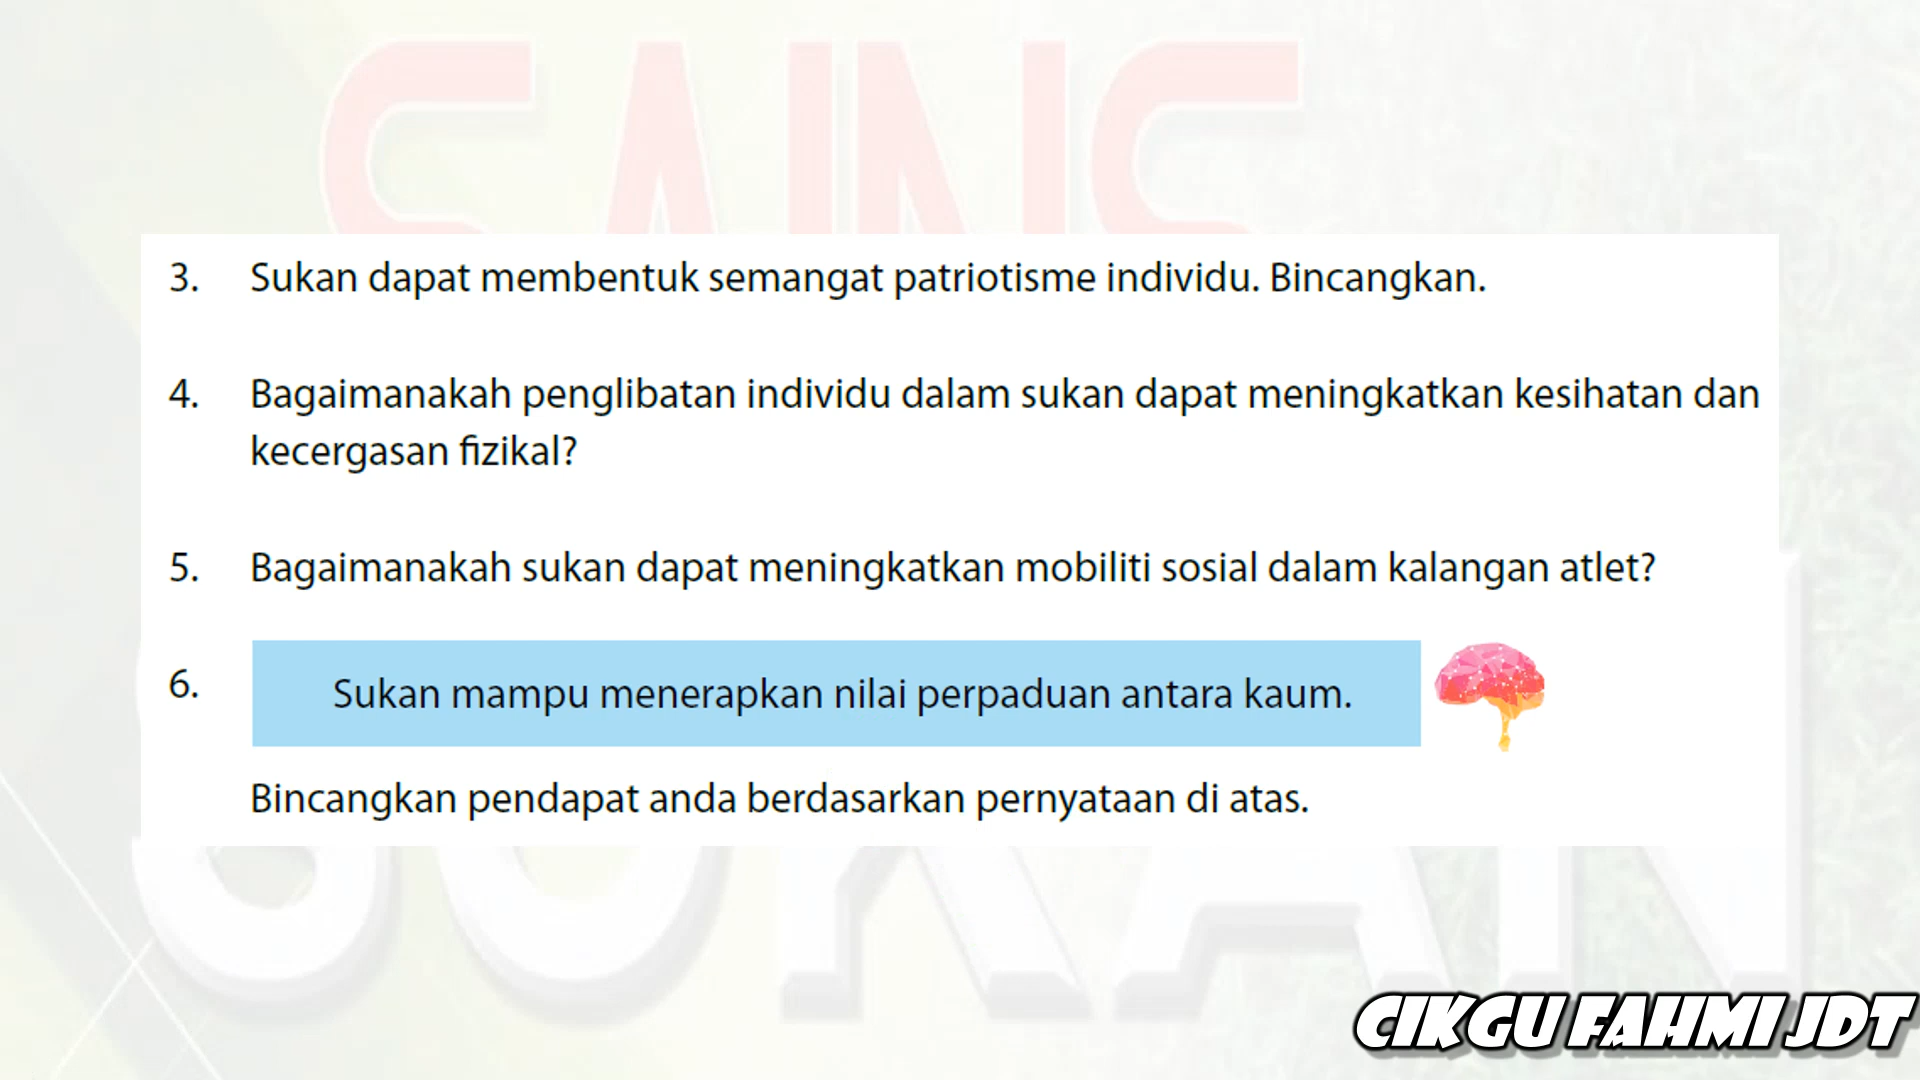 SAINS
3. Sukan dapat membentuk semangat patriotisme individu. Bincangkan.
4. Bagaimanakah penglibatan individu dalam sukan dapat meningkatkan kesihatan dan
kecergasan fizikal?
5. Bagaimanakah sukan dapat meningkatkan mobiliti sosial dalam kalangan atlet?
6. Sukan mampu menerapkan nilai perpaduan antara kaum.
Bincangkan pendapat anda berdasarkan pernyataan di atas.
SUKAN
CIKGU FAHMI JDT